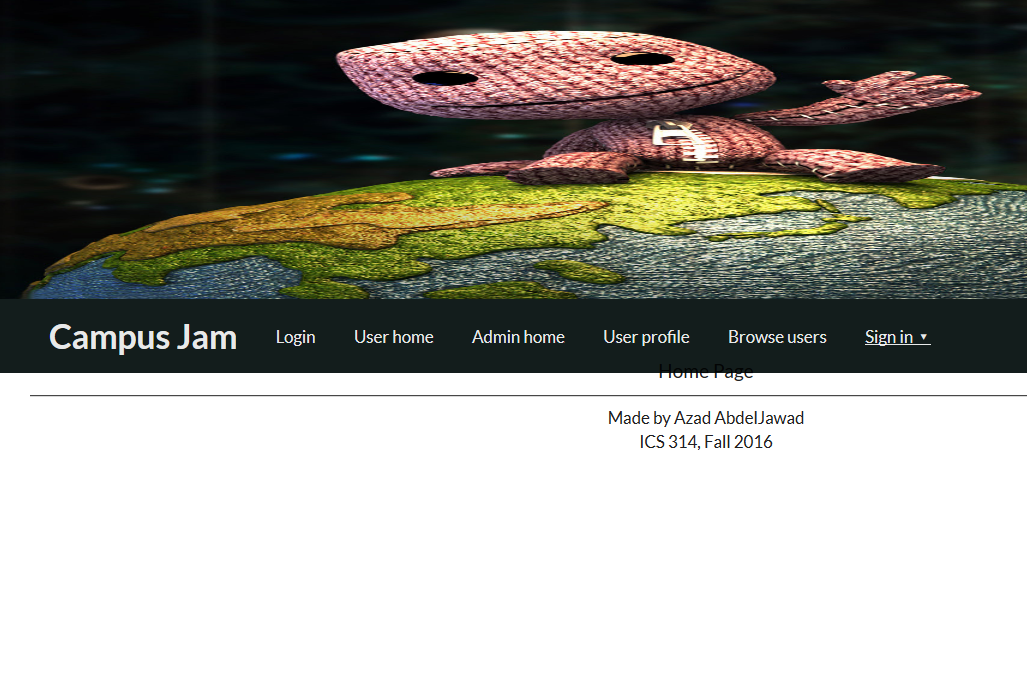 Campus Jam Login User home Admin home User profile Browse users Sign in ▼
Home Page
Made by Azad AbdelJawad
ICS 314, Fall 2016